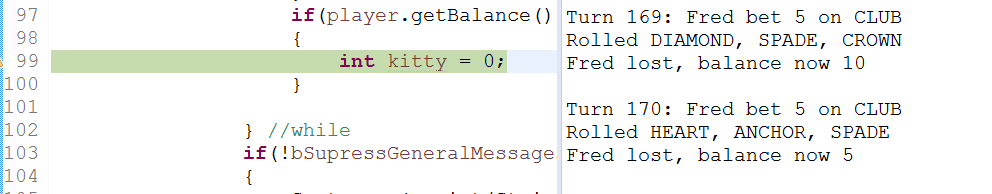 97 if(player.getBalance()
98 {
99 int kitty = 0;
100 }
101
102 } //while
103 if(!bSupressGeneralMessage
104 {
Turn 169: Fred bet 5 on CLUB
Rolled DIAMOND, SPADE, CROWN
Fred lost, balance now 10
Turn 170: Fred bet 5 on CLUB
Rolled HEART, ANCHOR, SPADE
Fred lost, balance now 5